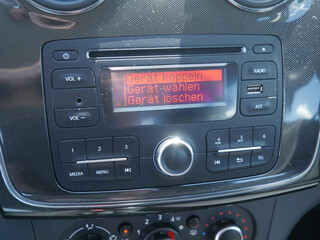 VOL +
RADIO
Gerät koppeln
Gerät wählen
Gerät löschen
VOL −
AST
1 2 3
4 5 6
MEDIA MENU
TEL